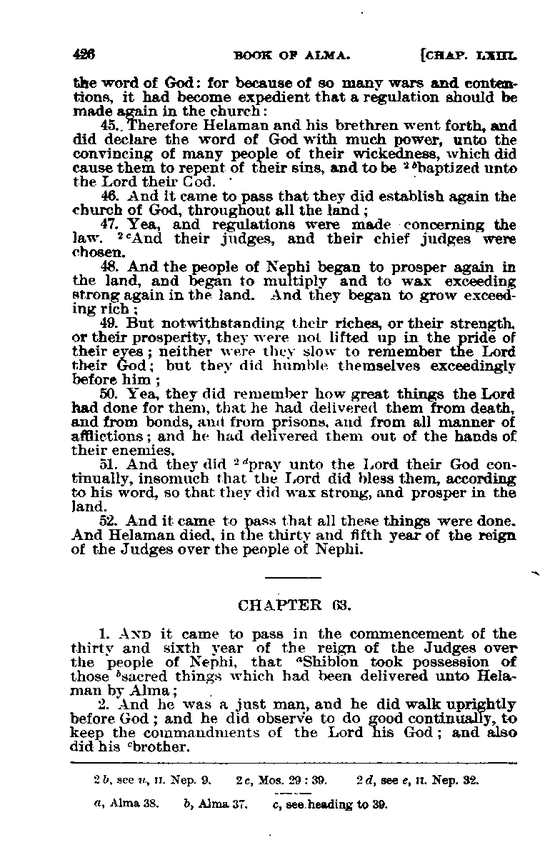 426 BOOK OF ALMA. [CHAP. LXIII.
the word of God: for because of so many wars and conten-
tions, it had become expedient that a regulation should be
made again in the church:
45. Therefore Helaman and his brethren went forth, and
did declare the word of God with much power, unto the
convincing of many people of their wickedness, which did
cause them to repent of their sins, and to be ²ᵇbaptized unto
the Lord their God.
46. And it came to pass that they did establish again the
church of God, throughout all the land;
47. Yea, and regulations were made concerning the
law. ²ᶜAnd their judges, and their chief judges were
chosen.
48. And the people of Nephi began to prosper again in
the land, and began to multiply and to wax exceeding
strong again in the land. And they began to grow exceed-
ing rich;
49. But notwithstanding their riches, or their strength,
or their prosperity, they were not lifted up in the pride of
their eyes; neither were they slow to remember the Lord
their God; but they did humble themselves exceedingly
before him;
50. Yea, they did remember how great things the Lord
had done for them, that he had delivered them from death,
and from bonds, and from prisons, and from all manner of
afflictions; and he had delivered them out of the hands of
their enemies.
51. And they did ²ᵈpray unto the Lord their God con-
tinually, insomuch that the Lord did bless them, according
to his word, so that they did wax strong, and prosper in the
land.
52. And it came to pass that all these things were done.
And Helaman died, in the thirty and fifth year of the reign
of the Judges over the people of Nephi.
CHAPTER 63.
1. AND it came to pass in the commencement of the
thirty and sixth year of the reign of the Judges over
the people of Nephi, that ᵃShiblon took possession of
those ᵇsacred things which had been delivered unto Hela-
man by Alma;
2. And he was a just man, and he did walk uprightly
before God; and he did observe to do good continually, to
keep the commandments of the Lord his God; and also
did his ᶜbrother.
2 b, see u, II. Nep. 9. 2 c, Mos. 29:39. 2 d, see e, II. Nep. 32.
a, Alma 38. b, Alma 37. c, see heading to 39.